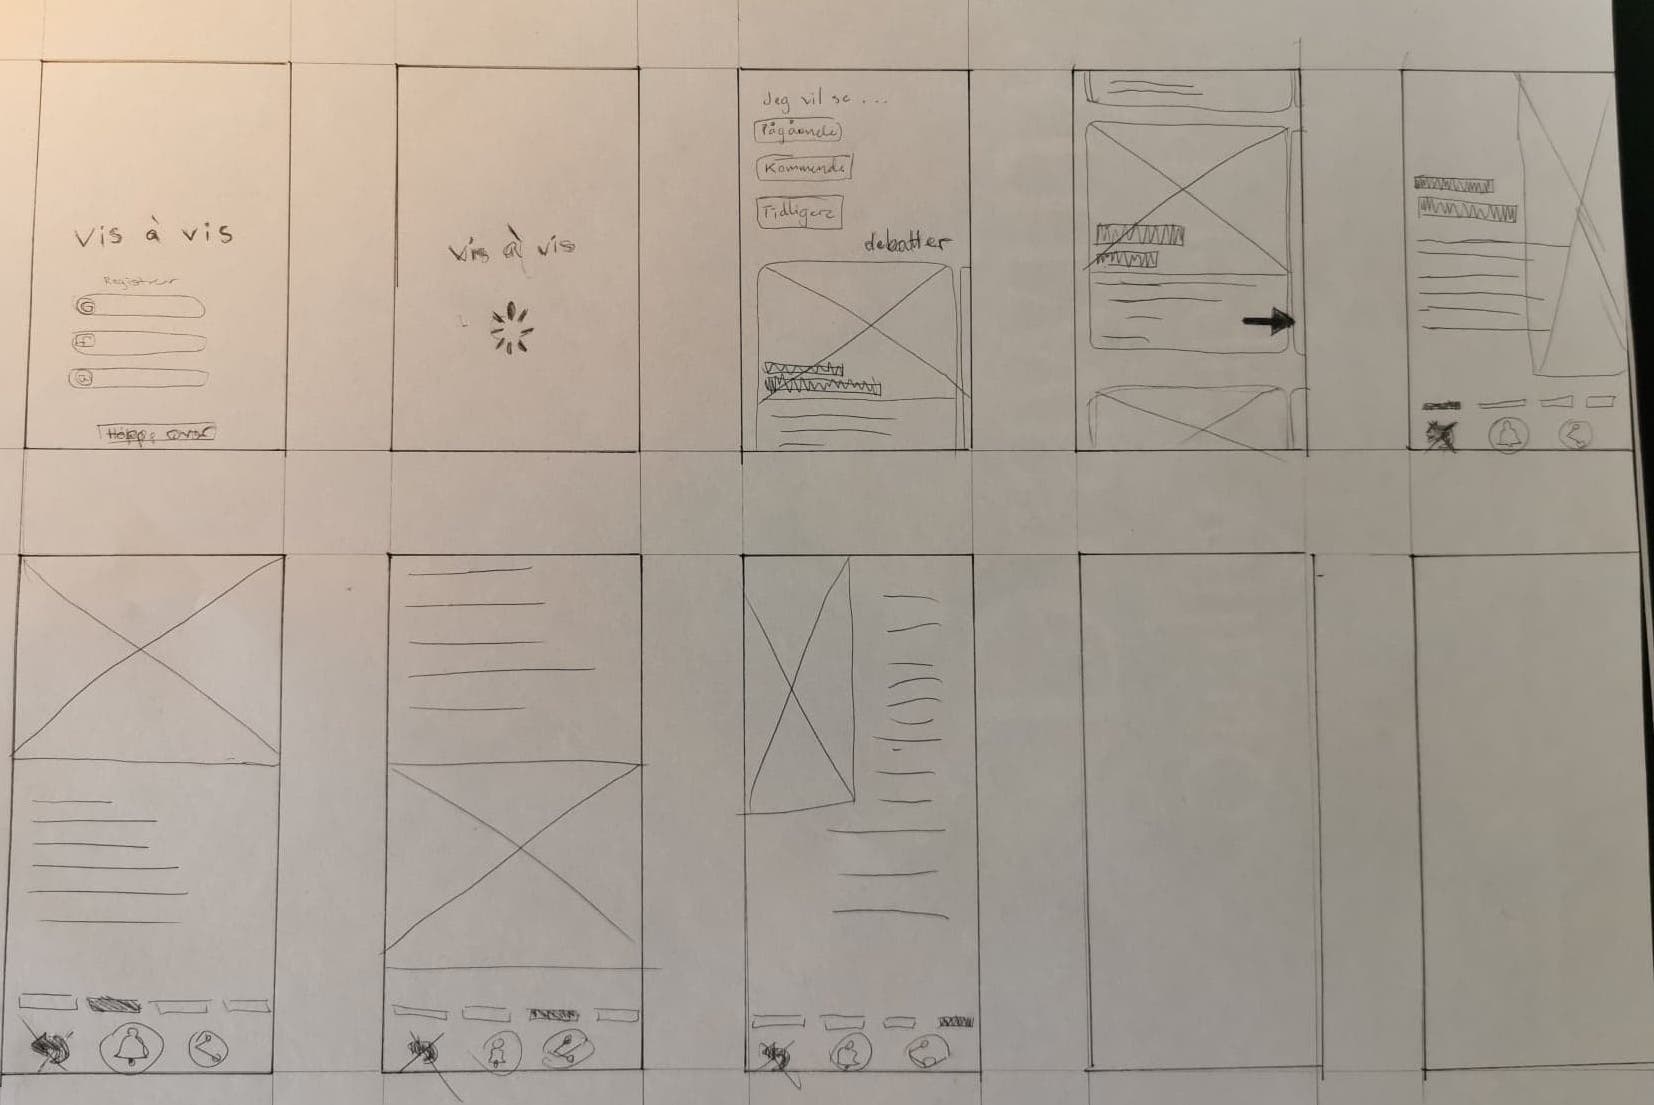 vis à vis
Registrer
G
f
@
Hopp over
vis à vis
Jeg vil se ...
Pågående
Kommende
Tidligere
debatter